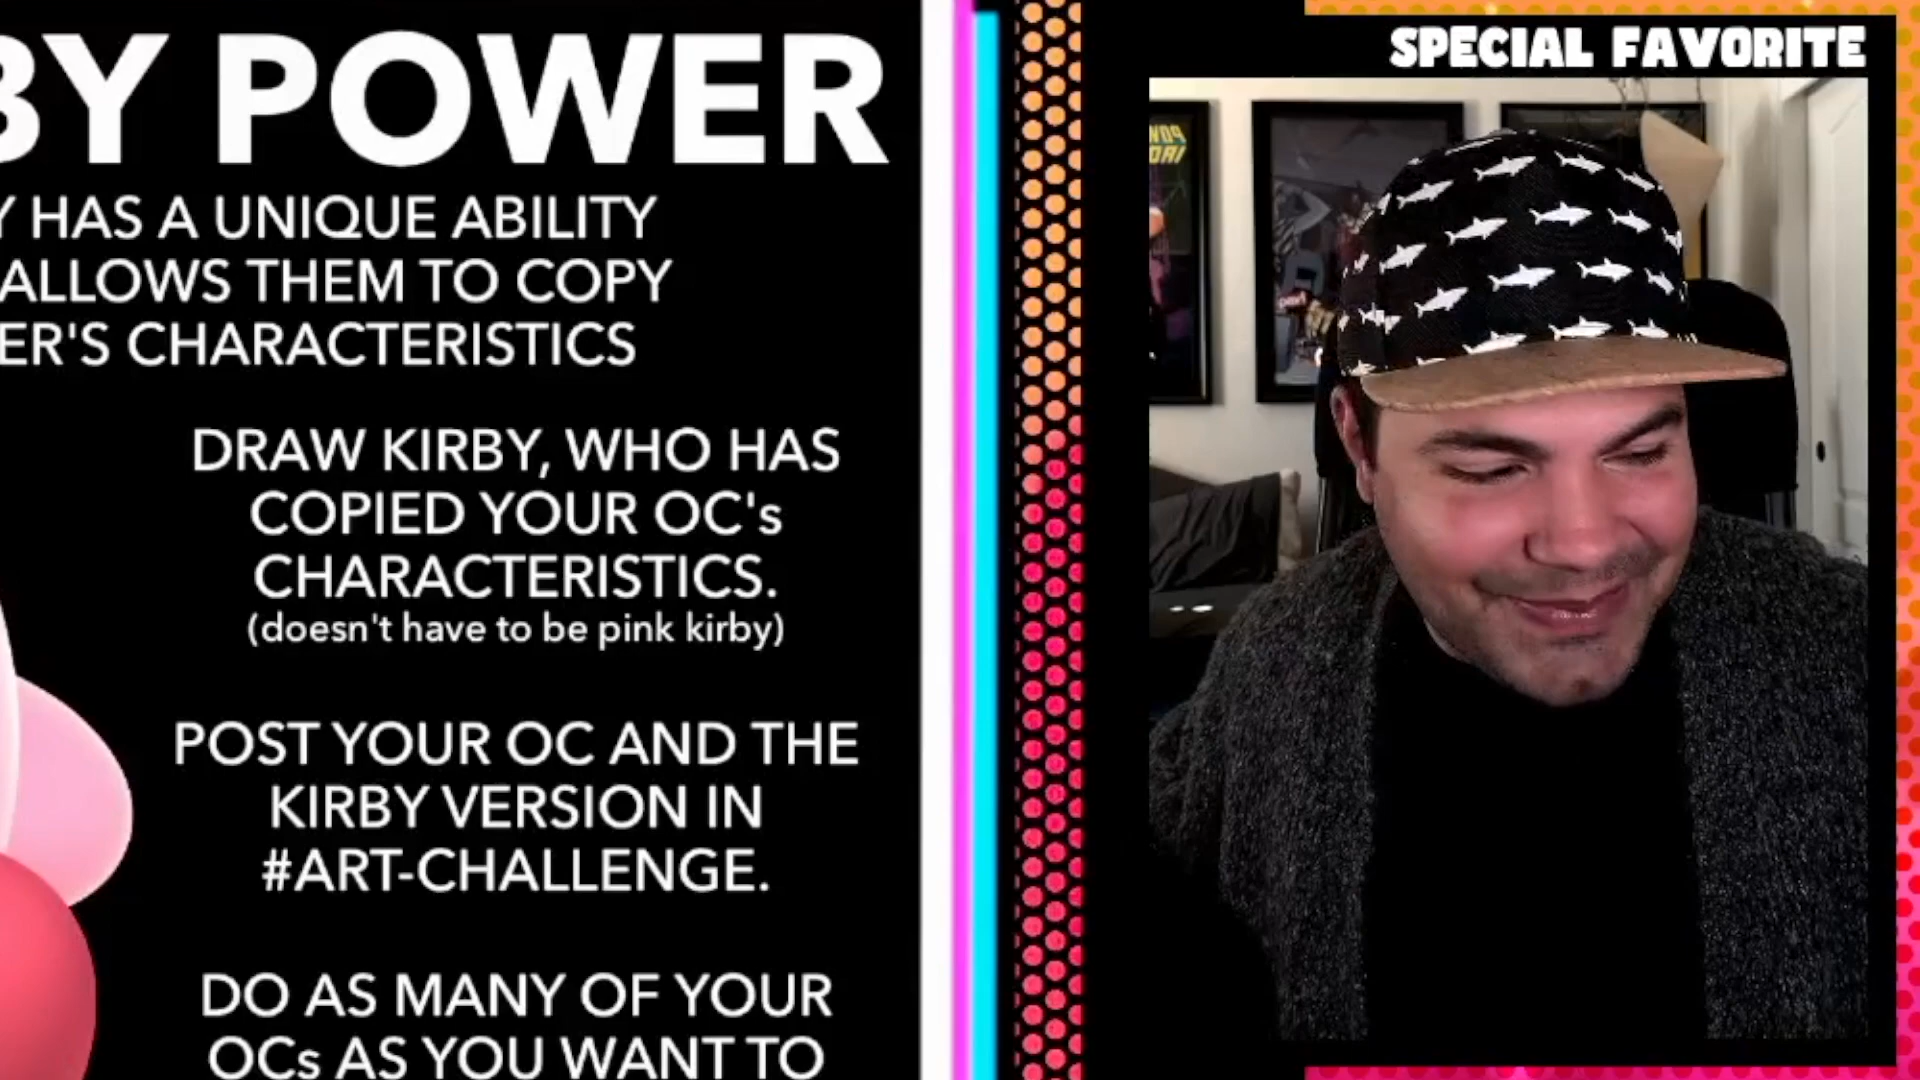 BY POWER
Y HAS A UNIQUE ABILITY
ALLOWS THEM TO COPY
ER'S CHARACTERISTICS
DRAW KIRBY, WHO HAS
COPIED YOUR OC's
CHARACTERISTICS.
(doesn't have to be pink kirby)
POST YOUR OC AND THE
KIRBY VERSION IN
#ART-CHALLENGE.
DO AS MANY OF YOUR
OCs AS YOU WANT TO
SPECIAL FAVORITE